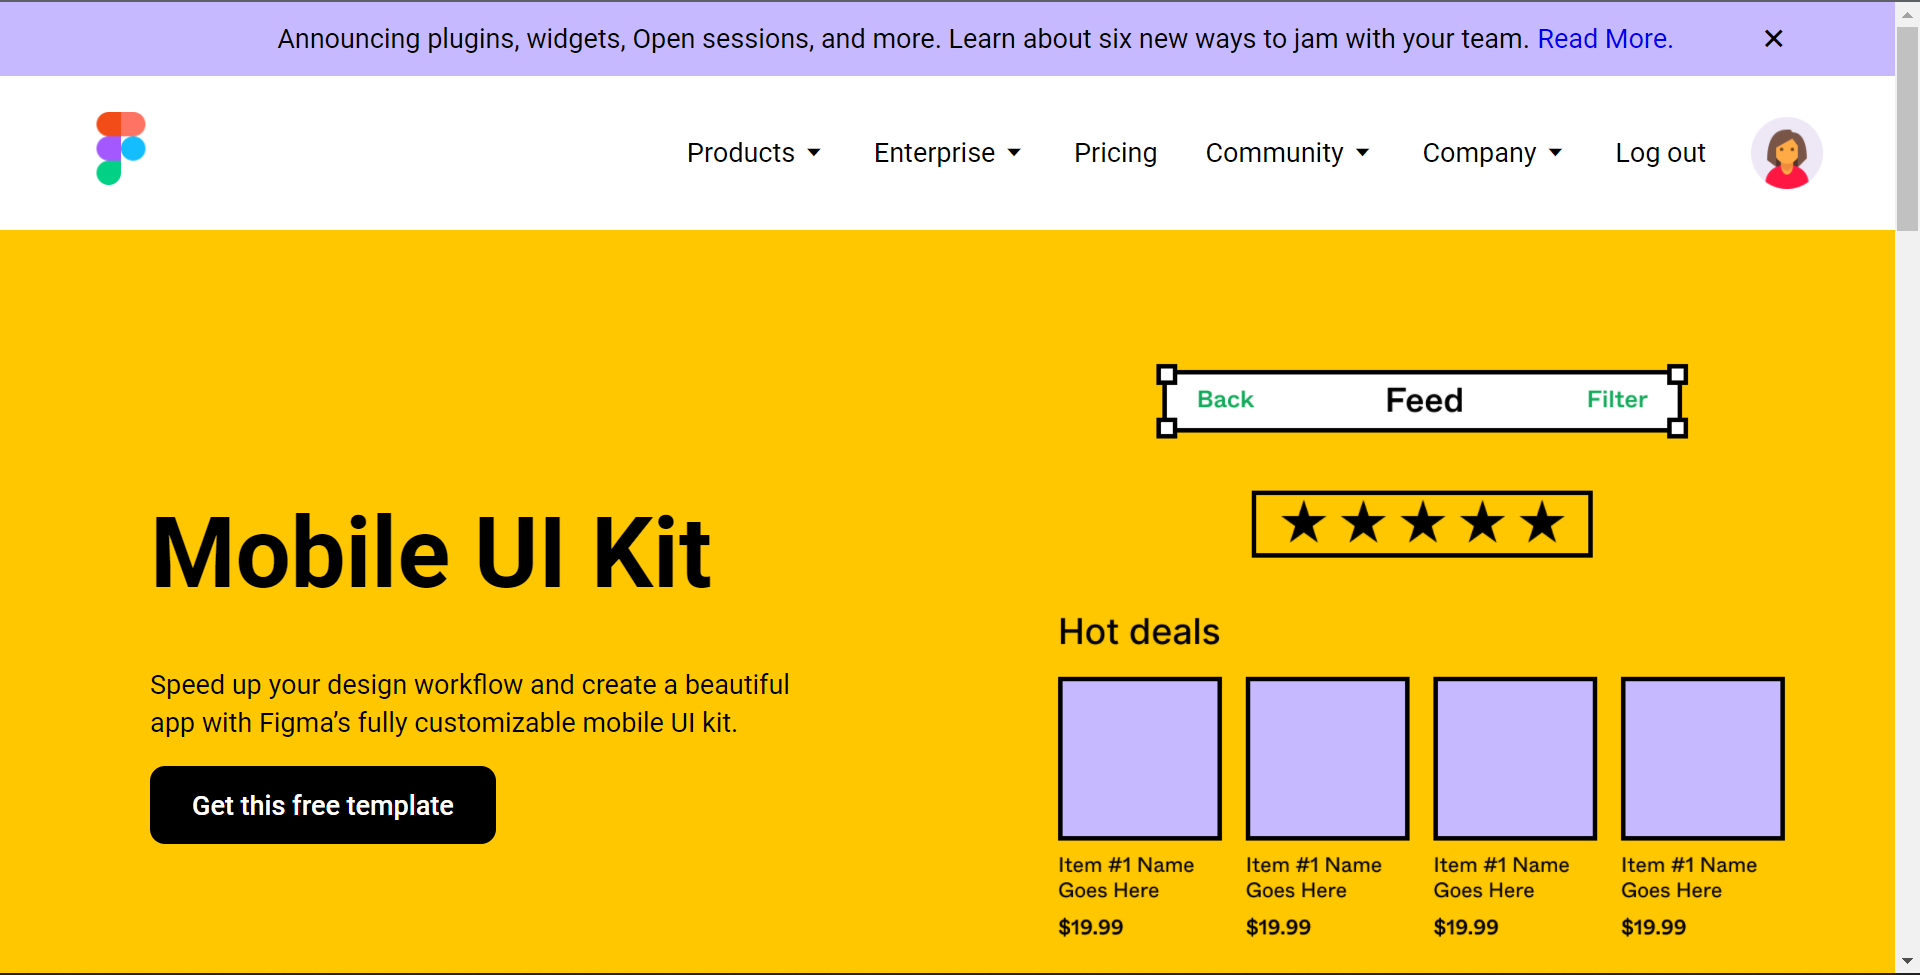 Announcing plugins, widgets, Open sessions, and more. Learn about six new ways to jam with your team. Read More.
Products Enterprise Pricing Community Company Log out
Back Feed Filter
Mobile UI Kit
Speed up your design workflow and create a beautiful
app with Figma’s fully customizable mobile UI kit.
Get this free template
Hot deals
Item #1 Name Item #1 Name Item #1 Name Item #1 Name
Goes Here Goes Here Goes Here Goes Here
$19.99 $19.99 $19.99 $19.99